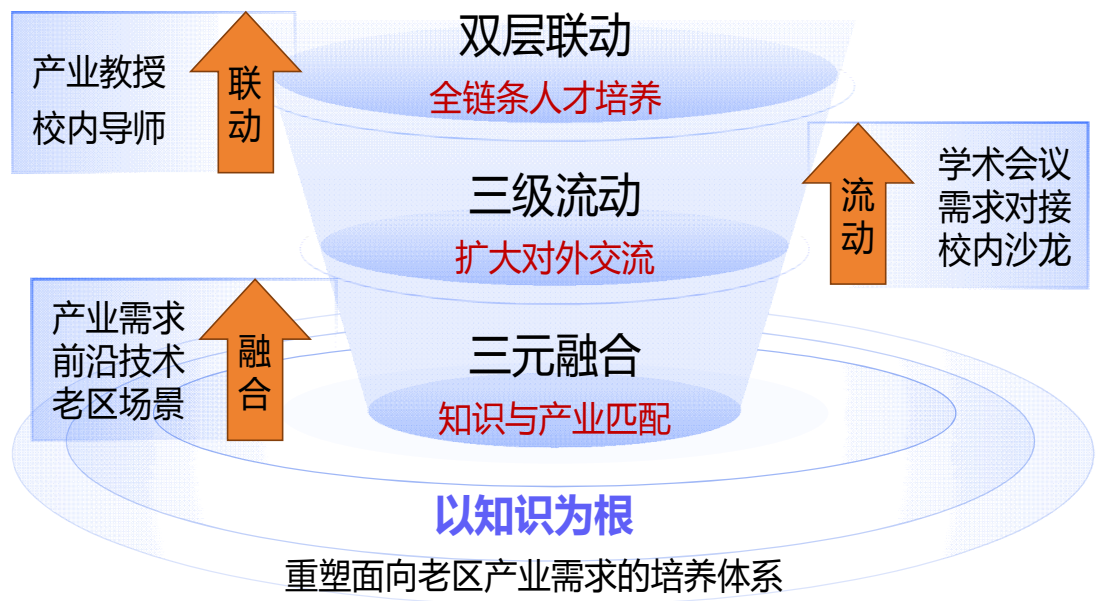 双层联动
全链条人才培养
产业教授
校内导师
联动
三级流动
扩大对外交流
流动
学术会议
需求对接
校内沙龙
产业需求
前沿技术
老区场景
融合
三元融合
知识与产业匹配
以知识为根
重塑面向老区产业需求的培养体系